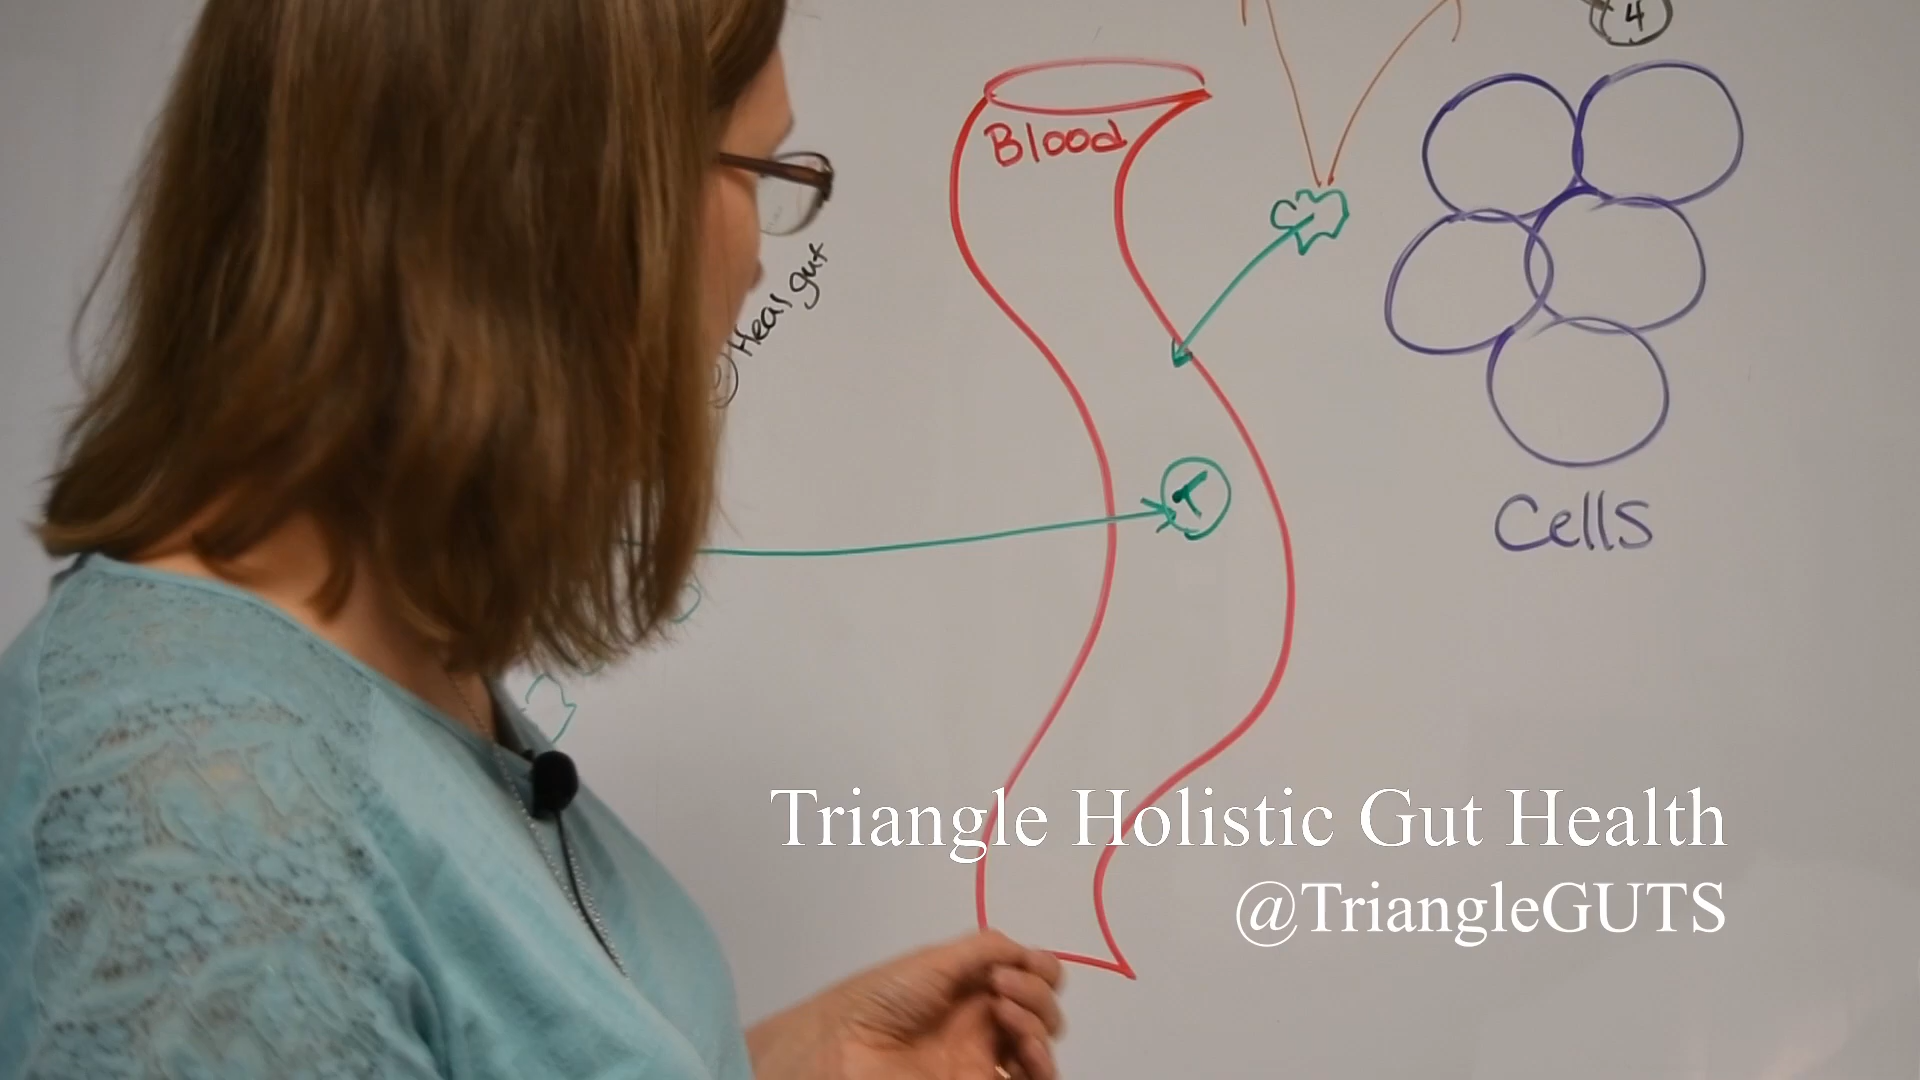 4
Blood
Heal gut
T
Cells
Triangle Holistic Gut Health
@TriangleGUTS